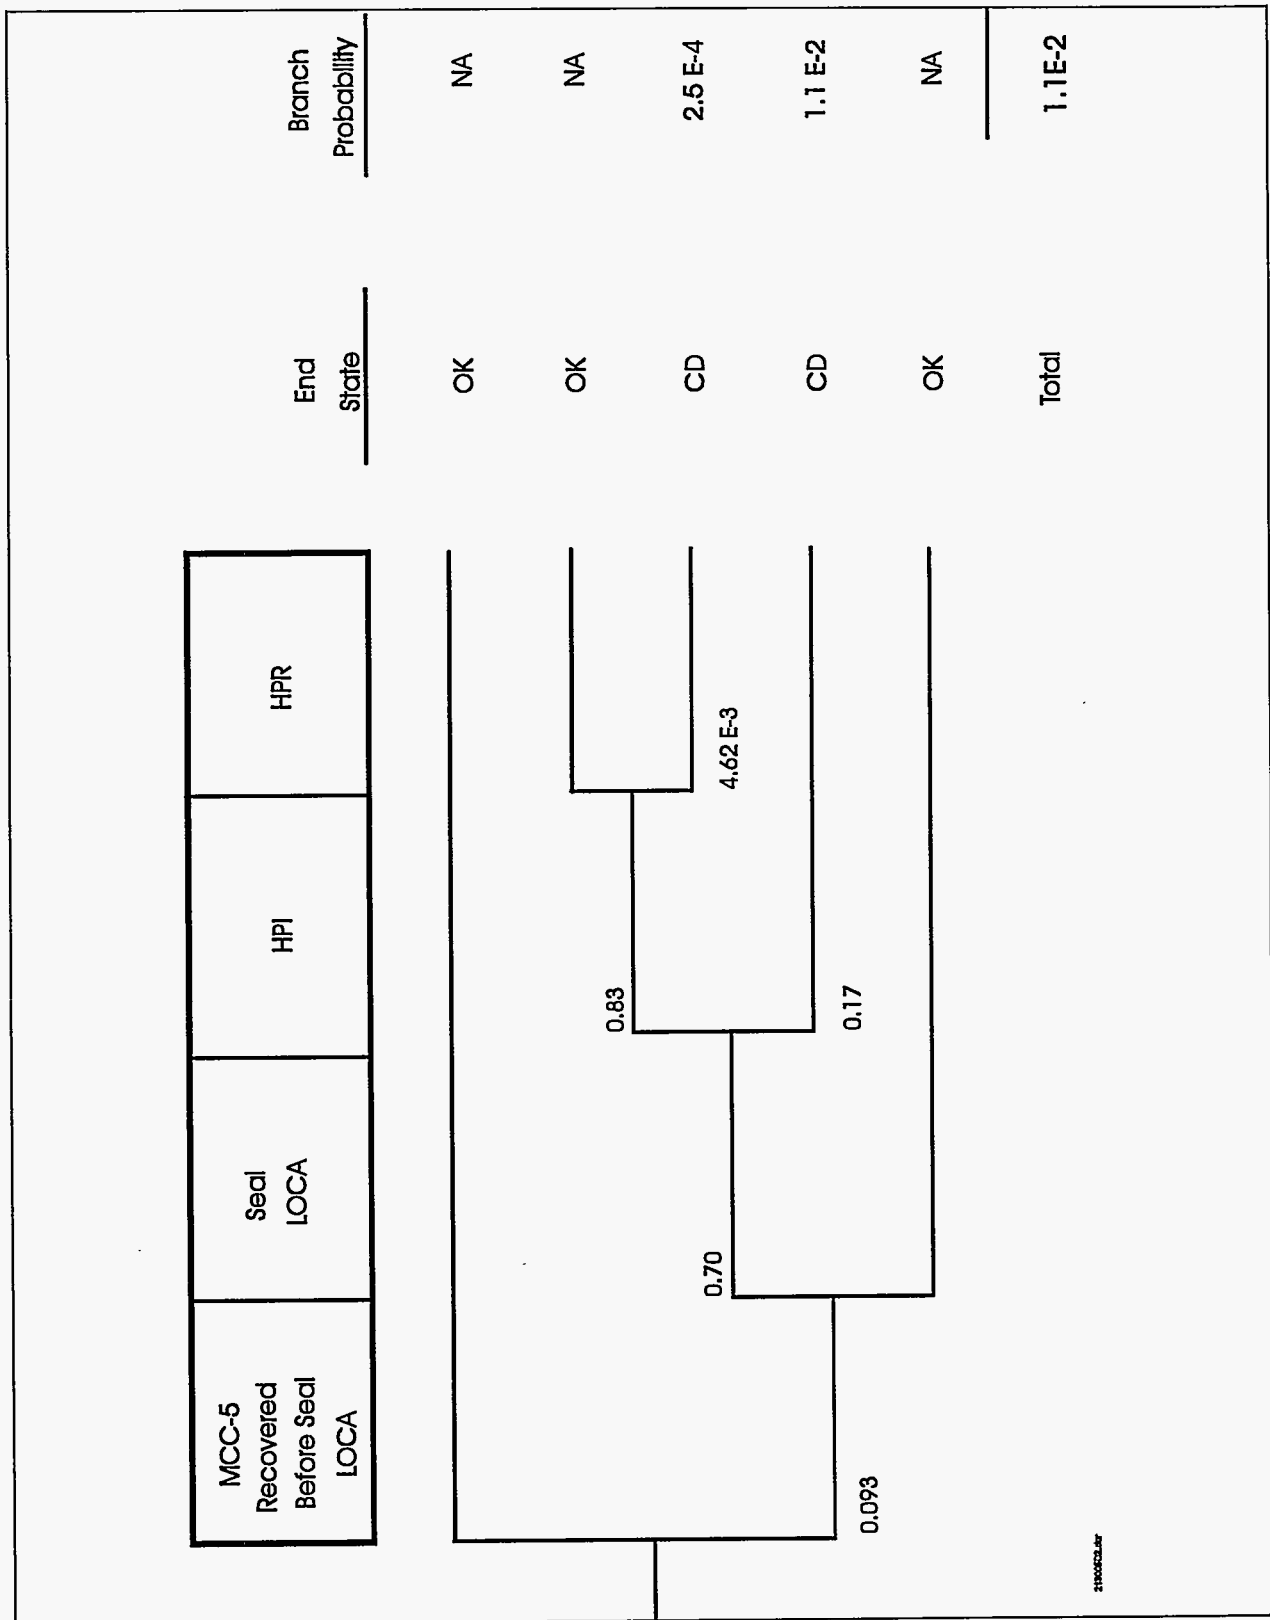 MCC-5
Recovered
Before Seal
LOCA
Seal
LOCA
HPI
HPR
End
State
Branch
Probability
OK
NA
OK
NA
CD
2.5 E-4
CD
1.1 E-2
OK
NA
Total
1.1E-2
0.83
4.62 E-3
0.70
0.17
0.093